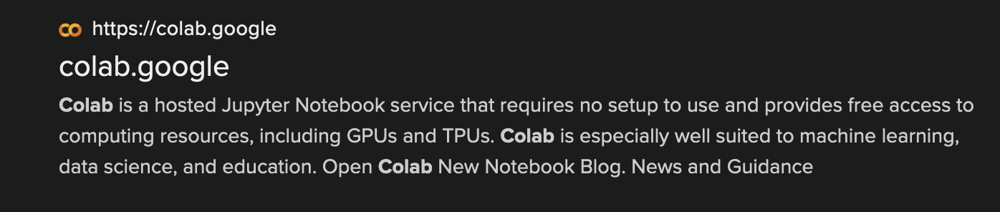 https://colab.google
colab.google
Colab is a hosted Jupyter Notebook service that requires no setup to use and provides free access to
computing resources, including GPUs and TPUs. Colab is especially well suited to machine learning,
data science, and education. Open Colab New Notebook Blog. News and Guidance